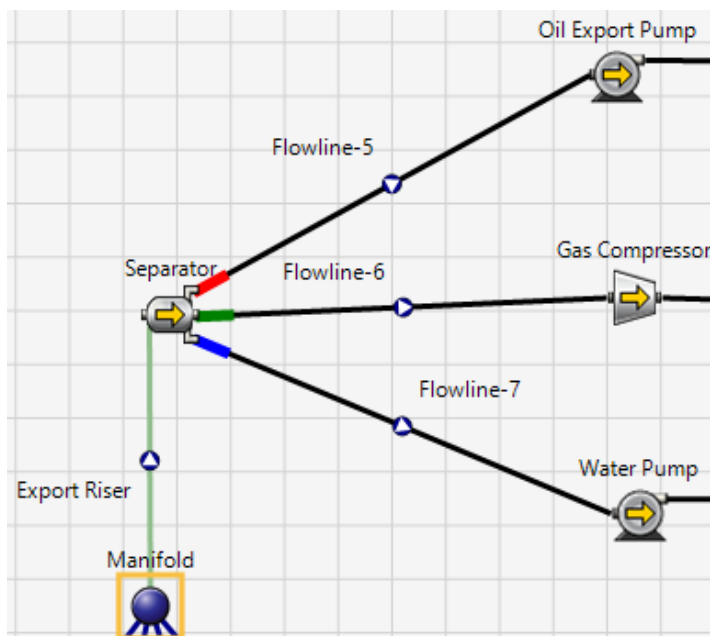 Oil Export Pump
Flowline-5
Gas Compressor
Separator
Flowline-6
Flowline-7
Water Pump
Export Riser
Manifold